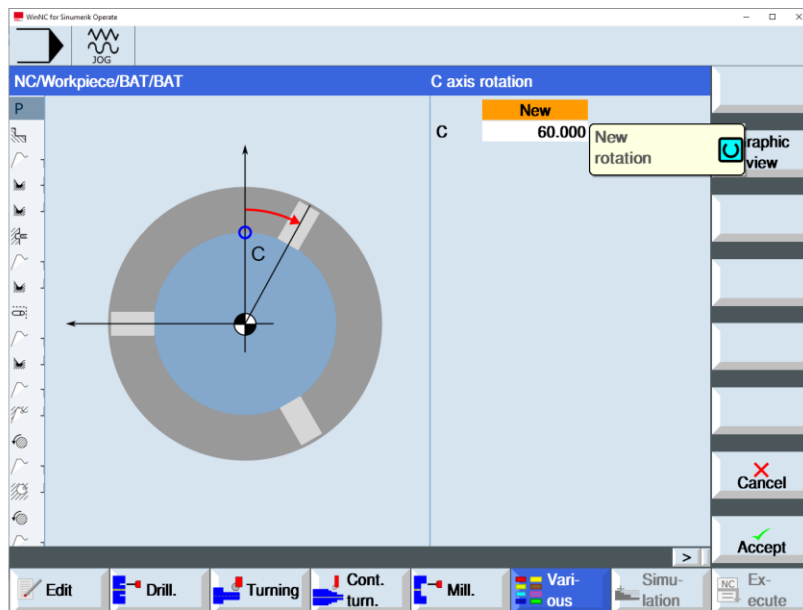 WinNC for Sinumerik Operate
JOG
NC/Workpiece/BAT/BAT
C axis rotation
P
New
C
60.000
New
rotation
raphic
view
C
Cancel
Accept
>
Edit
Drill.
Turning
Cont.
turn.
Mill.
Vari-
ous
Simu-
lation
NC
Ex-
ecute